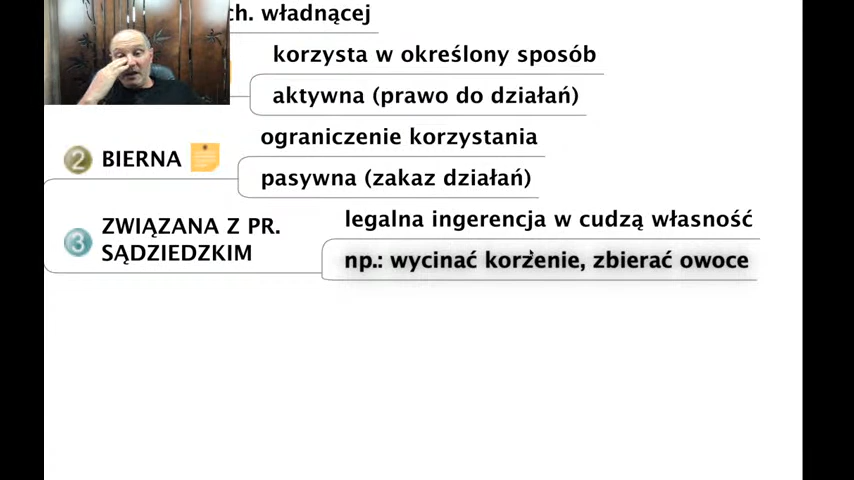 ch. władnącej
korzysta w określony sposób
aktywna (prawo do działań)
2 BIERNA
ograniczenie korzystania
pasywna (zakaz działań)
3 ZWIĄZANA Z PR.
SĄDZIEDZKIM
legalna ingerencja w cudzą własność
np.: wycinać korzenie, zbierać owoce